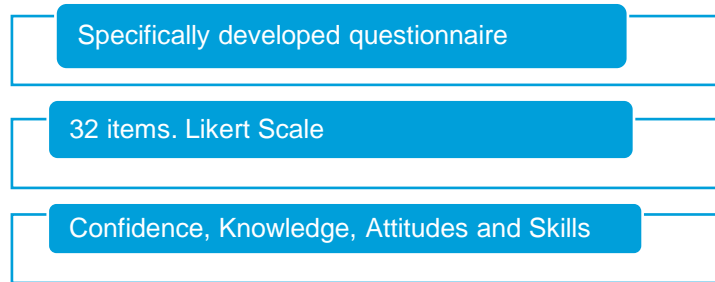 Specifically developed questionnaire
32 items. Likert Scale
Confidence, Knowledge, Attitudes and Skills